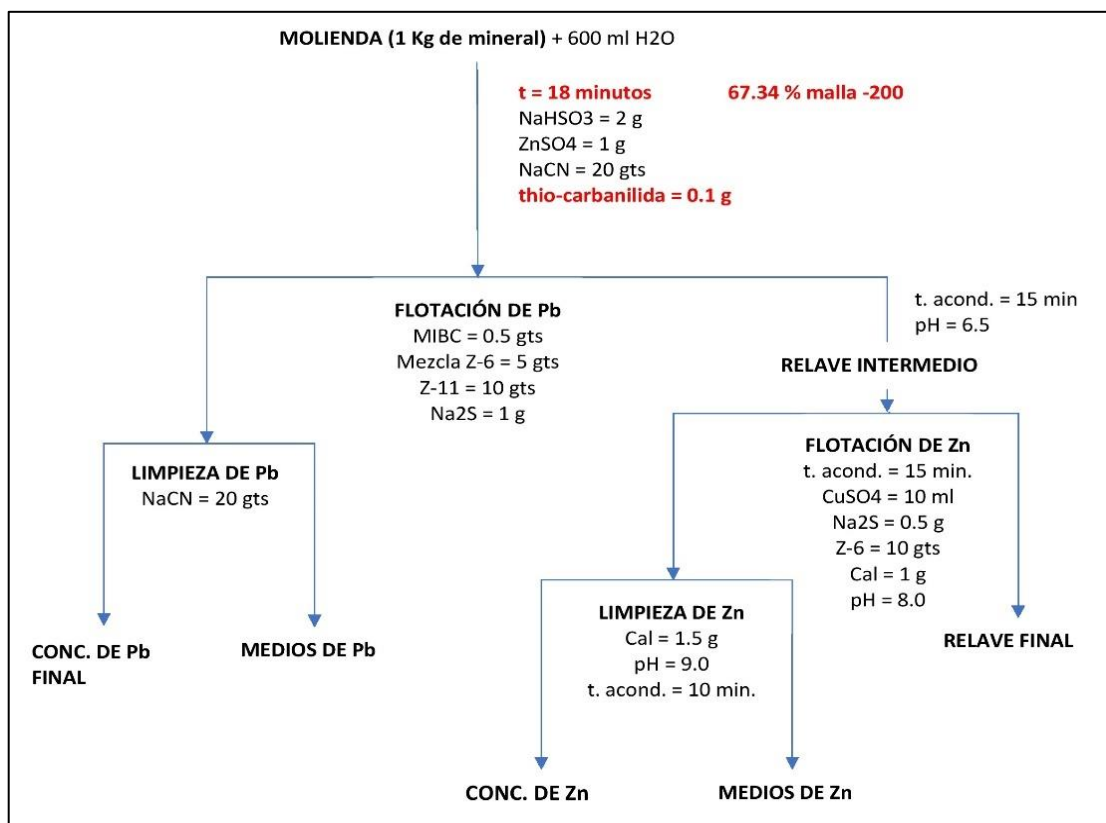 MOLIENDA (1 Kg de mineral) + 600 ml H2O
t = 18 minutos 67.34 % malla -200
NaHSO3 = 2 g
ZnSO4 = 1 g
NaCN = 20 gts
thio-carbanilida = 0.1 g
FLOTACIÓN DE Pb
MIBC = 0.5 gts
Mezcla Z-6 = 5 gts
Z-11 = 10 gts
Na2S = 1 g
t. acond. = 15 min
pH = 6.5
RELAVE INTERMEDIO
LIMPIEZA DE Pb
NaCN = 20 gts
FLOTACIÓN DE Zn
t. acond. = 15 min.
CuSO4 = 10 ml
Na2S = 0.5 g
Z-6 = 10 gts
Cal = 1 g
pH = 8.0
CONC. DE Pb
FINAL
MEDIOS DE Pb
LIMPIEZA DE Zn
Cal = 1.5 g
pH = 9.0
t. acond. = 10 min.
RELAVE FINAL
CONC. DE Zn
MEDIOS DE Zn